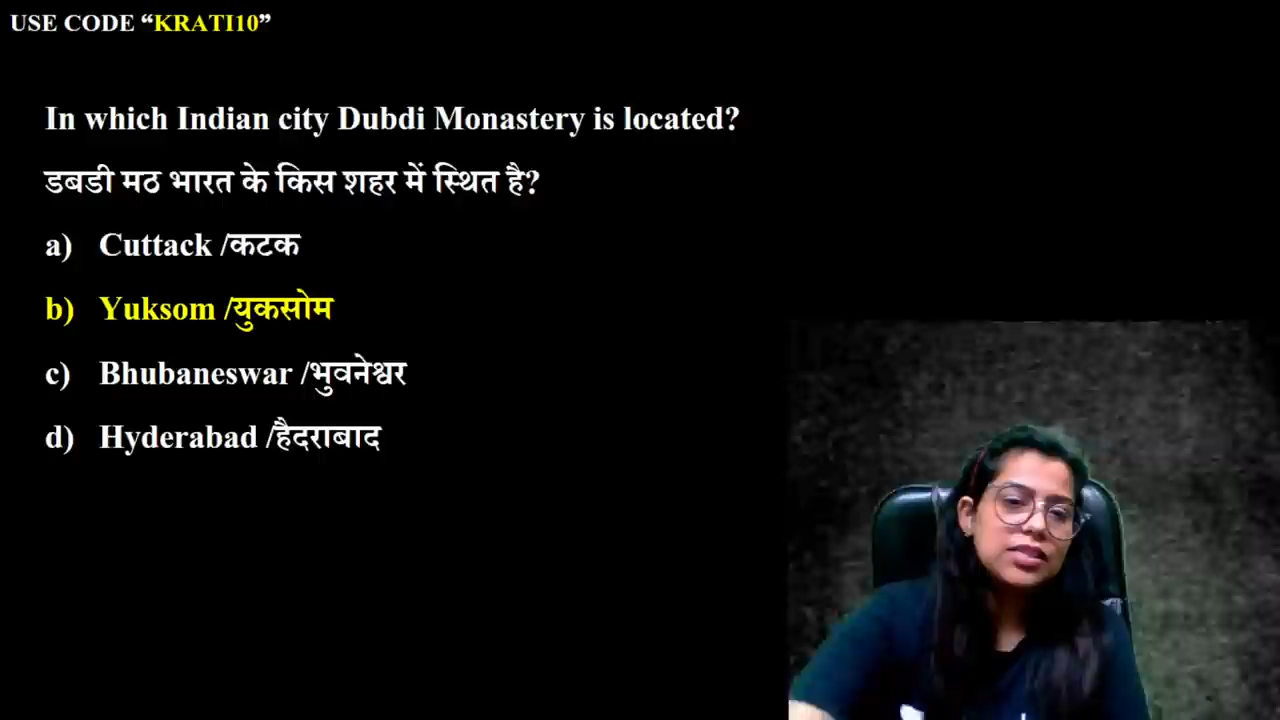 USE CODE “KRATI10”
In which Indian city Dubdi Monastery is located?
डबडी मठ भारत के किस शहर में स्थित है?
a) Cuttack /कटक
b) Yuksom /युकसोम
c) Bhubaneswar /भुवनेश्वर
d) Hyderabad /हैदराबाद